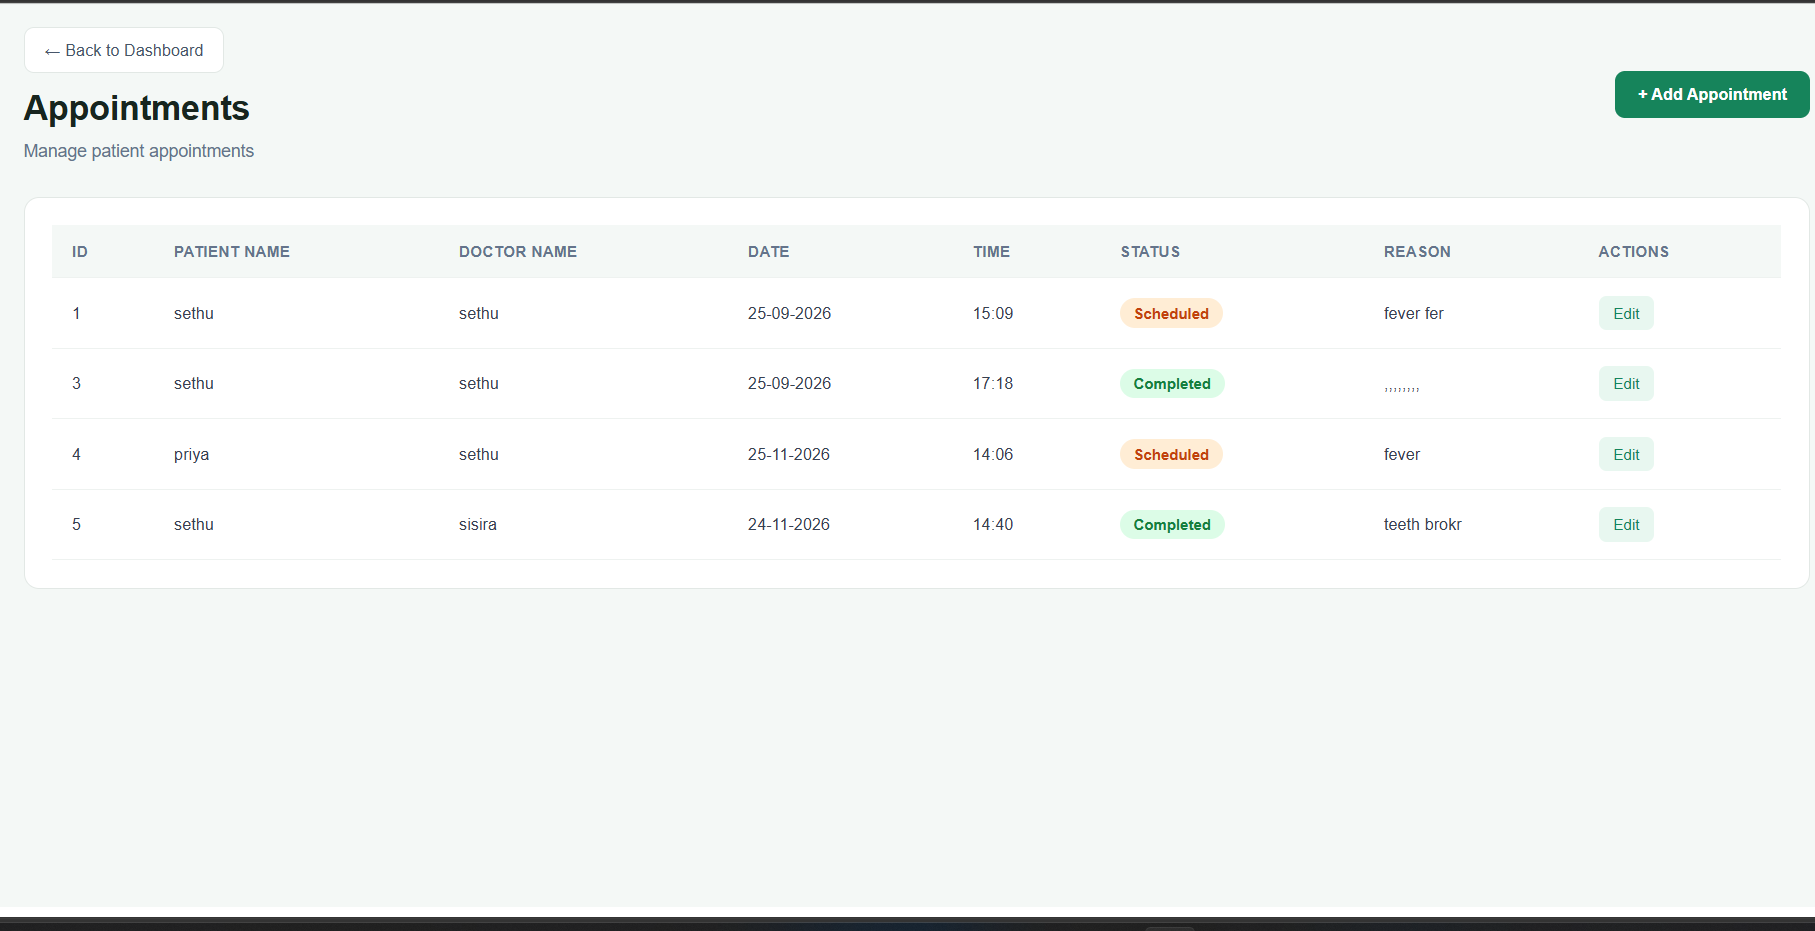 ← Back to Dashboard
Appointments
+ Add Appointment
Manage patient appointments
ID PATIENT NAME DOCTOR NAME DATE TIME STATUS REASON ACTIONS
1 sethu sethu 25-09-2026 15:09 Scheduled fever fer Edit
3 sethu sethu 25-09-2026 17:18 Completed ,,,,,,,, Edit
4 priya sethu 25-11-2026 14:06 Scheduled fever Edit
5 sethu sisira 24-11-2026 14:40 Completed teeth brokr Edit